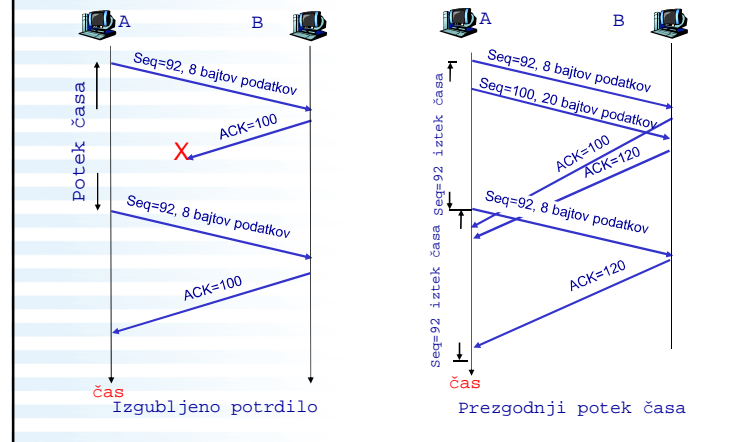 A
B
Seq=92, 8 bajtov podatkov
ACK=100
X
Potek časa
Seq=92, 8 bajtov podatkov
ACK=100
čas
Izgubljeno potrdilo
A
B
Seq=92, 8 bajtov podatkov
Seq=100, 20 bajtov podatkov
ACK=100
ACK=120
Seq=92 iztek časa
Seq=92, 8 bajtov podatkov
ACK=120
Seq=92 iztek časa
čas
Prezgodnji potek časa